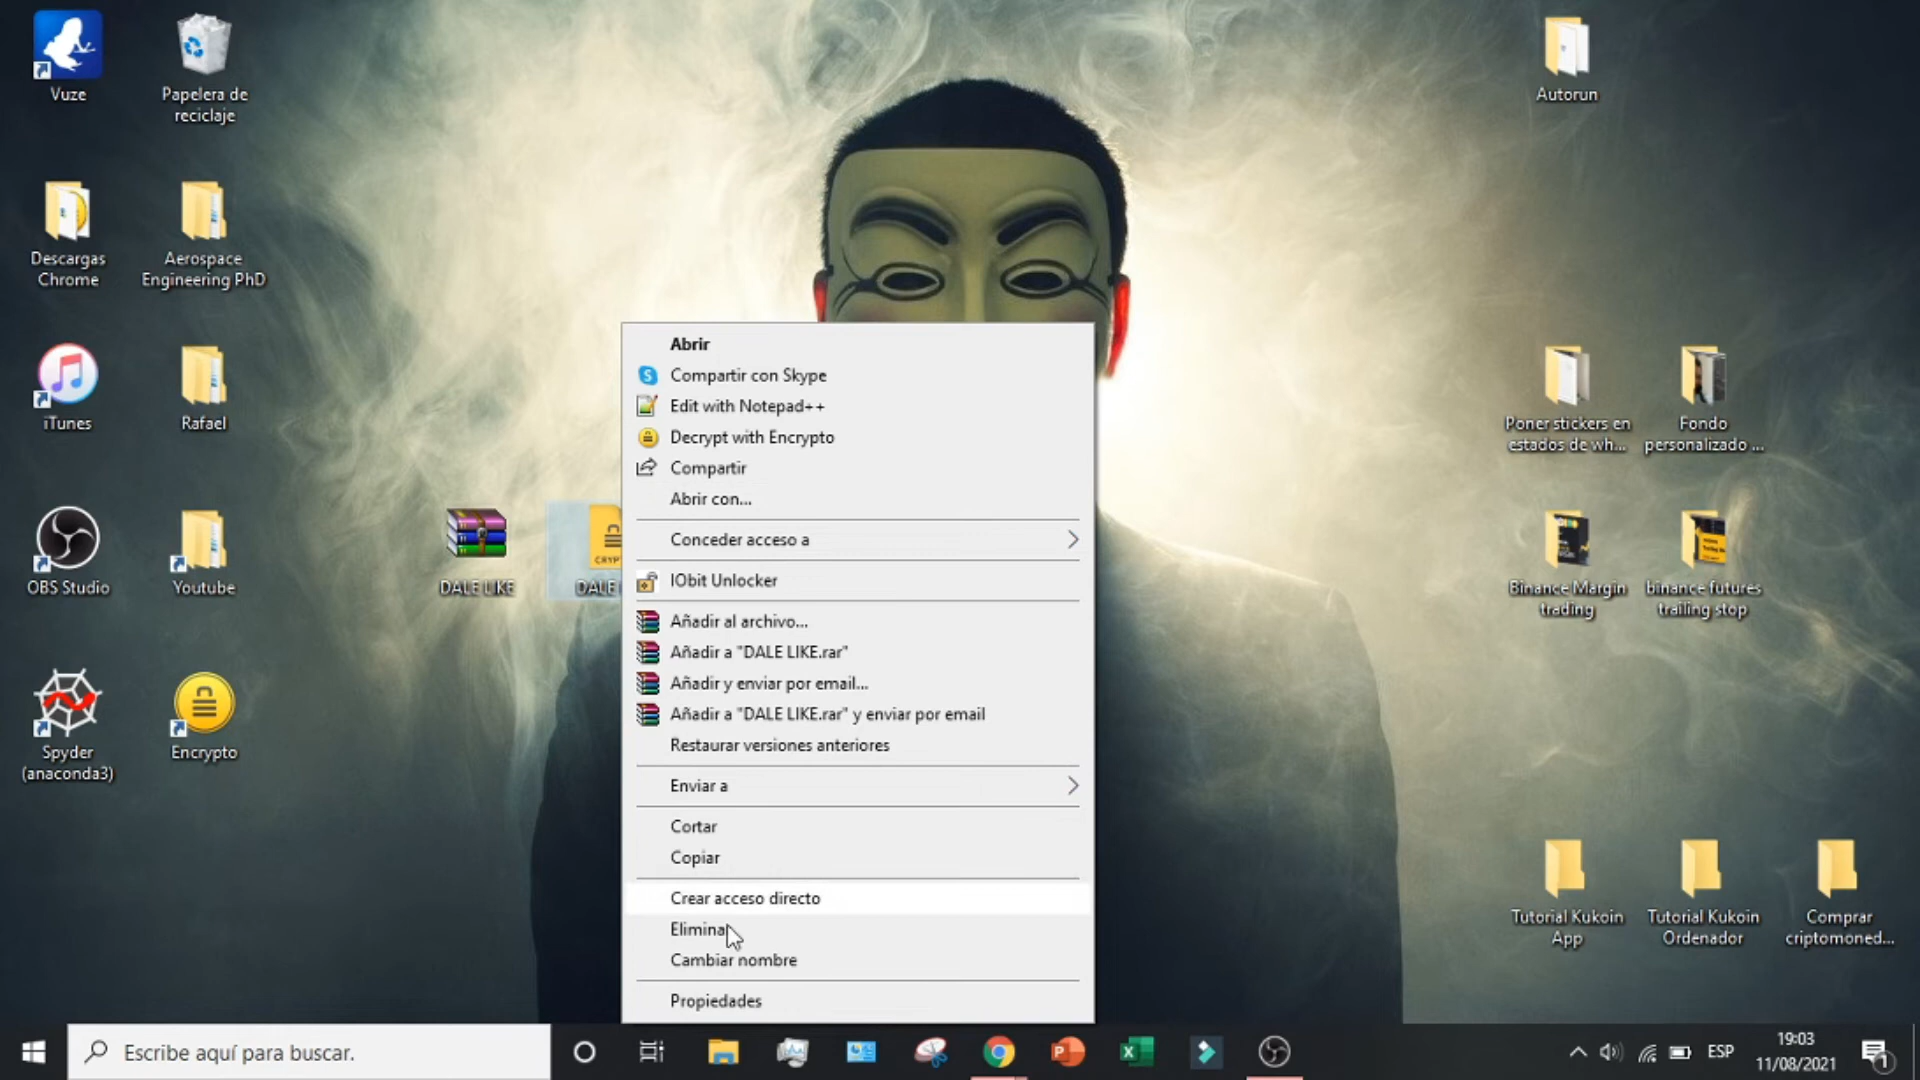 Vuze
Papelera de
reciclaje
Autorun
Descargas
Chrome
Aerospace
Engineering PhD
iTunes
Rafael
Poner stickers en
estados de wh...
Fondo
personalizado ...
OBS Studio
Youtube
DALE LIKE
DALE
CRYP
Binance Margin
trading
binance futures
trailing stop
Spyder
(anaconda3)
Encrypto
Tutorial Kukoin
App
Tutorial Kukoin
Ordenador
Comprar
criptomoned...
Abrir
Compartir con Skype
Edit with Notepad++
Decrypt with Encrypto
Compartir
Abrir con...
Conceder acceso a
IObit Unlocker
Añadir al archivo...
Añadir a "DALE LIKE.rar"
Añadir y enviar por email...
Añadir a "DALE LIKE.rar" y enviar por email
Restaurar versiones anteriores
Enviar a
Cortar
Copiar
Crear acceso directo
Elimina
Cambiar nombre
Propiedades
Escribe aquí para buscar.
ESP
19:03
11/08/2021
1